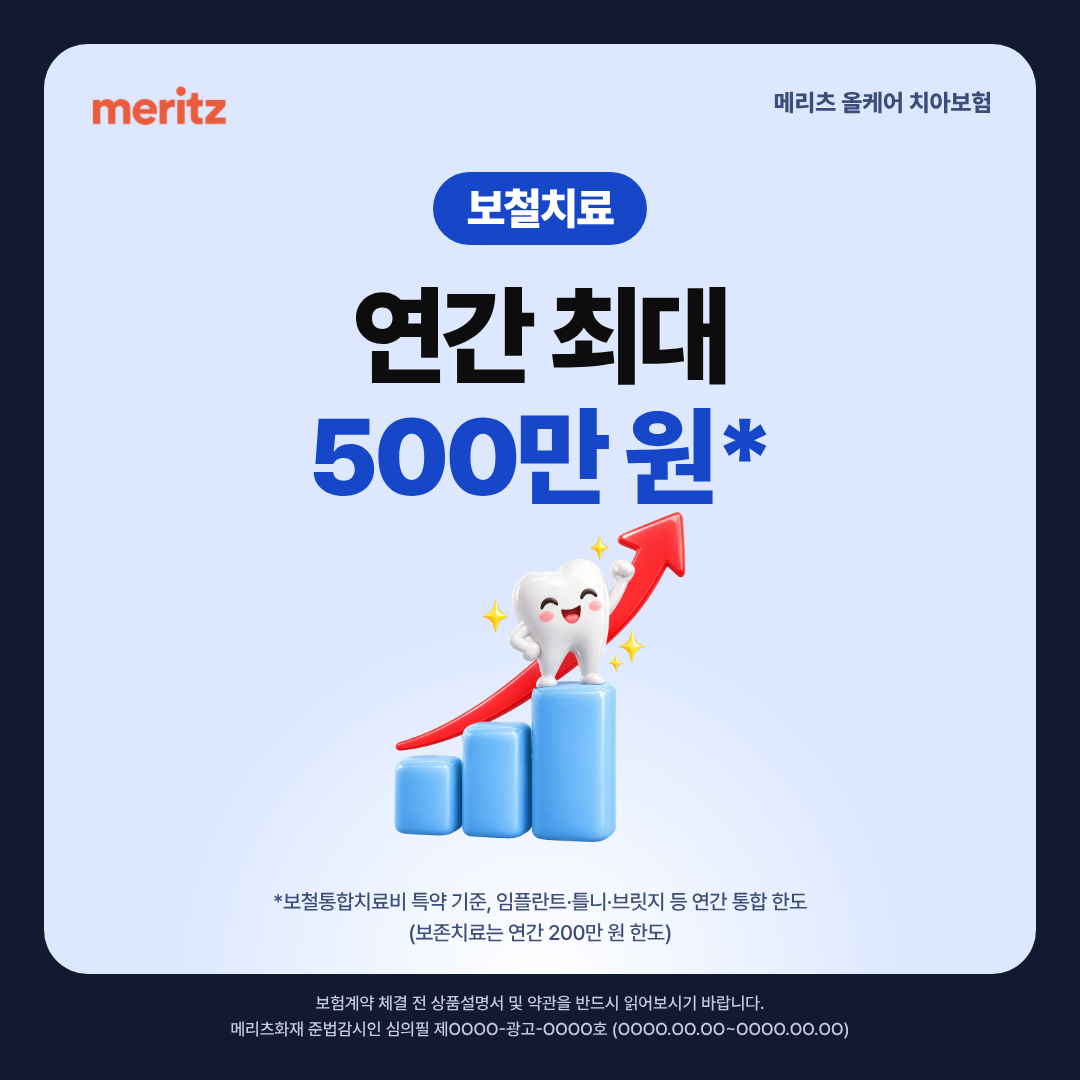 meritz
메리츠 올케어 치아보험
보철치료
연간 최대
500만 원*
*보철통합치료비 특약 기준, 임플란트·틀니·브릿지 등 연간 통합 한도
(보존치료는 연간 200만 원 한도)
보험계약 체결 전 상품설명서 및 약관을 반드시 읽어보시기 바랍니다.
메리츠화재 준법감시인 심의필 제OOOO-광고-OOOO호 (OOOO.OO.OO~OOOO.OO.OO)